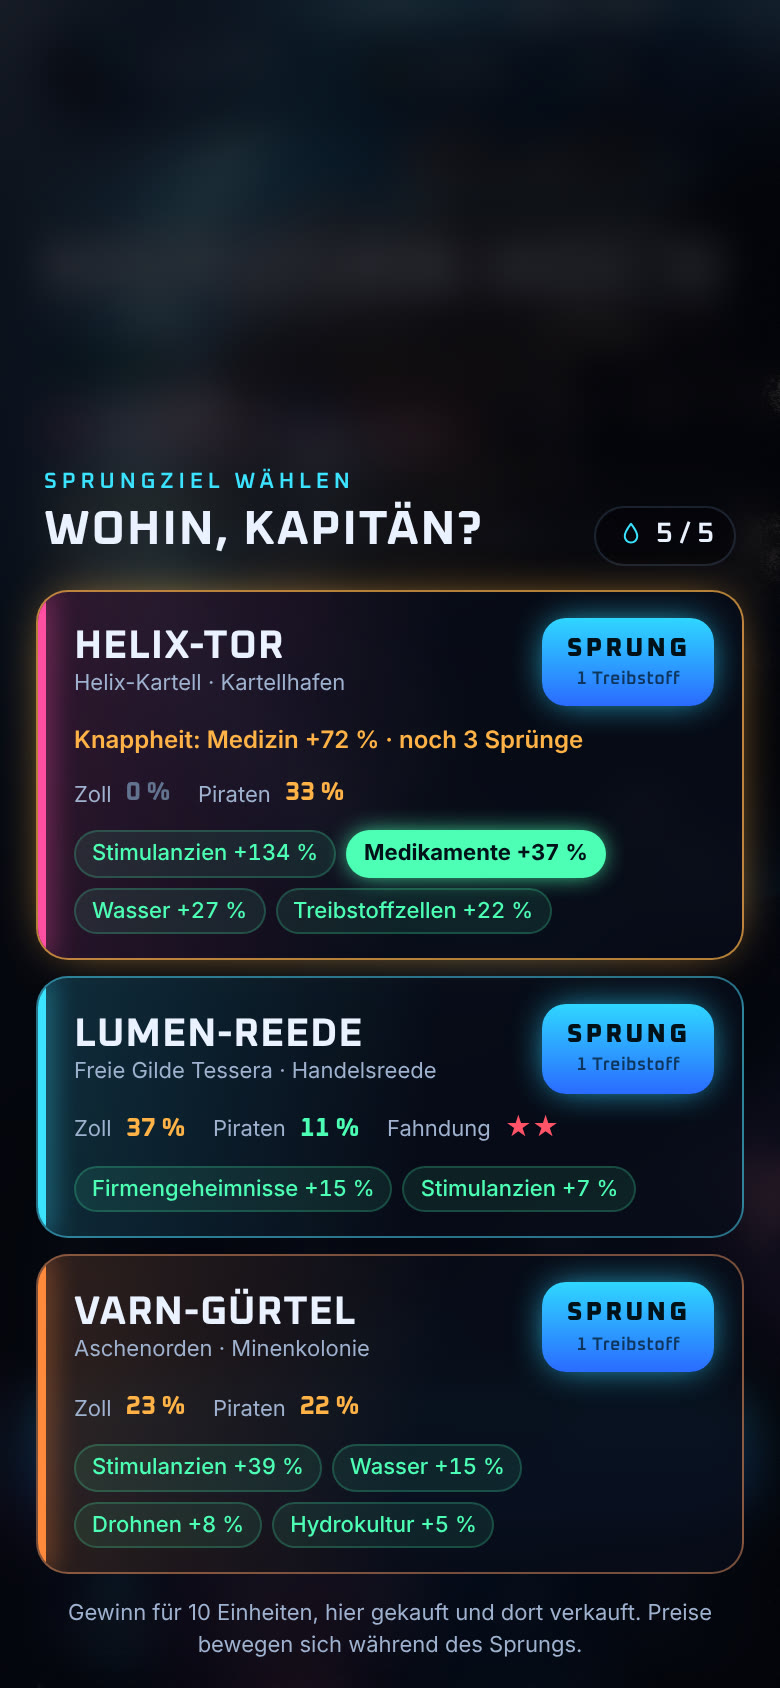 SPRUNGZIEL WÄHLEN
WOHIN, KAPITÄN?
5 / 5
HELIX-TOR
Helix-Kartell · Kartellhafen
SPRUNG
1 Treibstoff
Knappheit: Medizin +72 % · noch 3 Sprünge
Zoll 0 % Piraten 33 %
Stimulanzien +134 % Medikamente +37 %
Wasser +27 % Treibstoffzellen +22 %
LUMEN-REEDE
Freie Gilde Tessera · Handelsreede
SPRUNG
1 Treibstoff
Zoll 37 % Piraten 11 % Fahndung ★★
Firmengeheimnisse +15 % Stimulanzien +7 %
VARN-GÜRTEL
Aschenorden · Minenkolonie
SPRUNG
1 Treibstoff
Zoll 23 % Piraten 22 %
Stimulanzien +39 % Wasser +15 %
Drohnen +8 % Hydrokultur +5 %
Gewinn für 10 Einheiten, hier gekauft und dort verkauft. Preise
bewegen sich während des Sprungs.